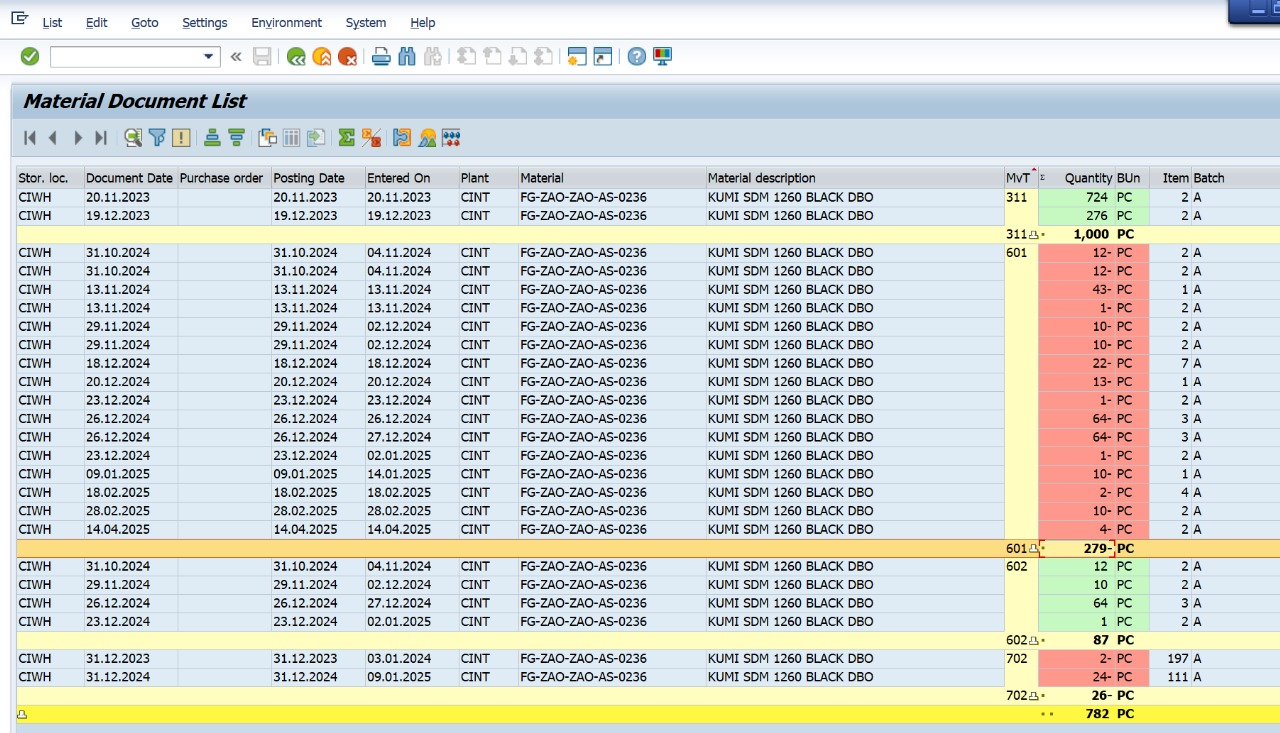 List Edit Goto Settings Environment System Help
Material Document List
Stor. loc. Document Date Purchase order Posting Date Entered On Plant Material Material description MvT Σ Quantity BUn Item Batch
CIWH 20.11.2023 20.11.2023 20.11.2023 CINT FG-ZAO-ZAO-AS-0236 KUMI SDM 1260 BLACK DBO 311 724 PC 2 A
CIWH 19.12.2023 19.12.2023 19.12.2023 CINT FG-ZAO-ZAO-AS-0236 KUMI SDM 1260 BLACK DBO 276 PC 2 A
311 1,000 PC
CIWH 31.10.2024 31.10.2024 04.11.2024 CINT FG-ZAO-ZAO-AS-0236 KUMI SDM 1260 BLACK DBO 601 12- PC 2 A
CIWH 31.10.2024 31.10.2024 04.11.2024 CINT FG-ZAO-ZAO-AS-0236 KUMI SDM 1260 BLACK DBO 12- PC 2 A
CIWH 13.11.2024 13.11.2024 13.11.2024 CINT FG-ZAO-ZAO-AS-0236 KUMI SDM 1260 BLACK DBO 43- PC 1 A
CIWH 13.11.2024 13.11.2024 13.11.2024 CINT FG-ZAO-ZAO-AS-0236 KUMI SDM 1260 BLACK DBO 1- PC 2 A
CIWH 29.11.2024 29.11.2024 02.12.2024 CINT FG-ZAO-ZAO-AS-0236 KUMI SDM 1260 BLACK DBO 10- PC 2 A
CIWH 29.11.2024 29.11.2024 02.12.2024 CINT FG-ZAO-ZAO-AS-0236 KUMI SDM 1260 BLACK DBO 10- PC 2 A
CIWH 18.12.2024 18.12.2024 18.12.2024 CINT FG-ZAO-ZAO-AS-0236 KUMI SDM 1260 BLACK DBO 22- PC 7 A
CIWH 20.12.2024 20.12.2024 20.12.2024 CINT FG-ZAO-ZAO-AS-0236 KUMI SDM 1260 BLACK DBO 13- PC 1 A
CIWH 23.12.2024 23.12.2024 23.12.2024 CINT FG-ZAO-ZAO-AS-0236 KUMI SDM 1260 BLACK DBO 1- PC 2 A
CIWH 26.12.2024 26.12.2024 26.12.2024 CINT FG-ZAO-ZAO-AS-0236 KUMI SDM 1260 BLACK DBO 64- PC 3 A
CIWH 26.12.2024 26.12.2024 27.12.2024 CINT FG-ZAO-ZAO-AS-0236 KUMI SDM 1260 BLACK DBO 64- PC 3 A
CIWH 23.12.2024 23.12.2024 02.01.2025 CINT FG-ZAO-ZAO-AS-0236 KUMI SDM 1260 BLACK DBO 1- PC 2 A
CIWH 09.01.2025 09.01.2025 14.01.2025 CINT FG-ZAO-ZAO-AS-0236 KUMI SDM 1260 BLACK DBO 10- PC 1 A
CIWH 18.02.2025 18.02.2025 18.02.2025 CINT FG-ZAO-ZAO-AS-0236 KUMI SDM 1260 BLACK DBO 2- PC 4 A
CIWH 28.02.2025 28.02.2025 28.02.2025 CINT FG-ZAO-ZAO-AS-0236 KUMI SDM 1260 BLACK DBO 10- PC 2 A
CIWH 14.04.2025 14.04.2025 14.04.2025 CINT FG-ZAO-ZAO-AS-0236 KUMI SDM 1260 BLACK DBO 4- PC 2 A
601 279- PC
CIWH 31.10.2024 31.10.2024 04.11.2024 CINT FG-ZAO-ZAO-AS-0236 KUMI SDM 1260 BLACK DBO 602 12 PC 2 A
CIWH 29.11.2024 29.11.2024 02.12.2024 CINT FG-ZAO-ZAO-AS-0236 KUMI SDM 1260 BLACK DBO 10 PC 2 A
CIWH 26.12.2024 26.12.2024 27.12.2024 CINT FG-ZAO-ZAO-AS-0236 KUMI SDM 1260 BLACK DBO 64 PC 3 A
CIWH 23.12.2024 23.12.2024 02.01.2025 CINT FG-ZAO-ZAO-AS-0236 KUMI SDM 1260 BLACK DBO 1 PC 2 A
602 87 PC
CIWH 31.12.2023 31.12.2023 03.01.2024 CINT FG-ZAO-ZAO-AS-0236 KUMI SDM 1260 BLACK DBO 702 2- PC 197 A
CIWH 31.12.2024 31.12.2024 09.01.2025 CINT FG-ZAO-ZAO-AS-0236 KUMI SDM 1260 BLACK DBO 24- PC 111 A
702 26- PC
782 PC